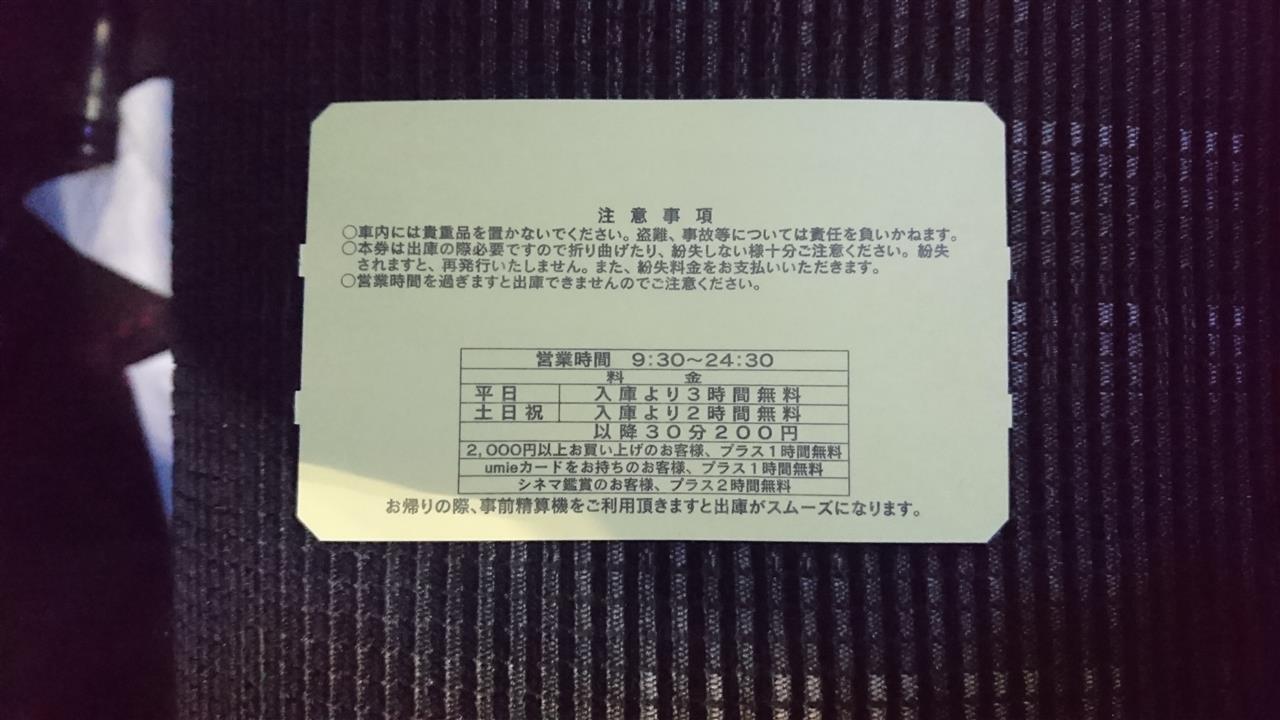 注意事項
○車内には貴重品を置かないでください。盗難、事故等については責任を負いかねます。
○本券は出庫の際必要ですので折り曲げたり、紛失しない様十分ご注意ください。紛失
されますと、再発行いたしません。また、紛失料金をお支払いいただきます。
○営業時間を過ぎますと出庫できませんのでご注意ください。
営業時間 9:30~24:30
料金
平日 入庫より3時間無料
土日祝 入庫より2時間無料
以降30分200円
2,000円以上お買い上げのお客様、プラス1時間無料
umieカードをお持ちのお客様、プラス1時間無料
シネマ鑑賞のお客様、プラス2時間無料
お帰りの際、事前精算機をご利用頂きますと出庫がスムーズになります。